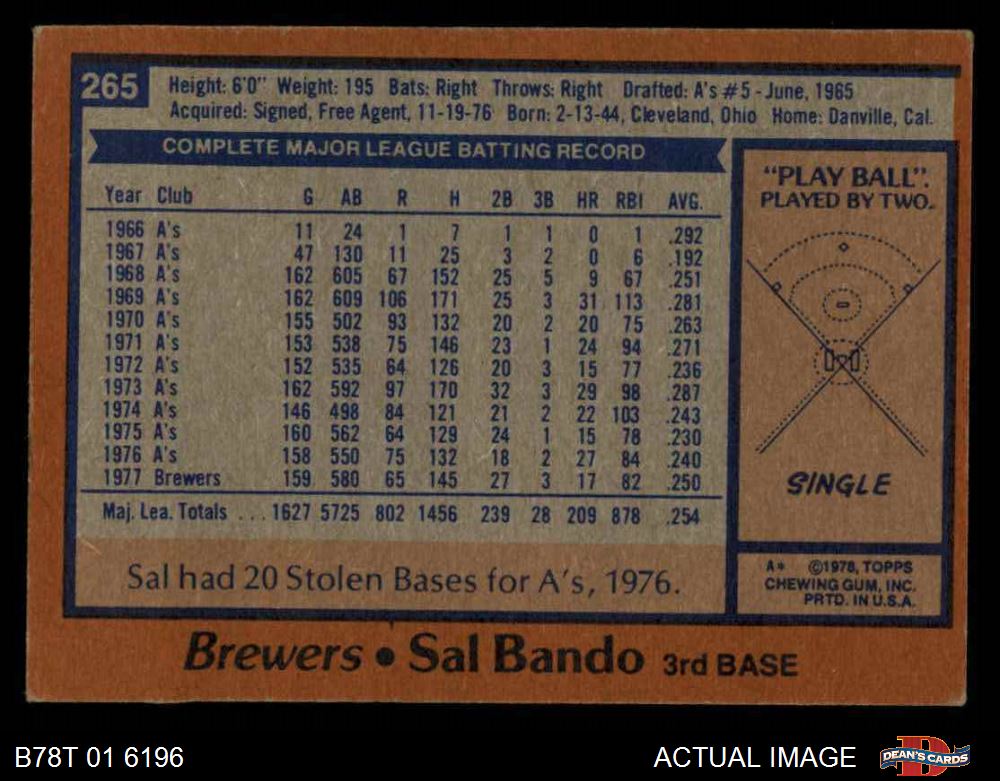 265
Height: 6'0" Weight: 195 Bats: Right Throws: Right Drafted: A's #5 - June, 1965
Acquired: Signed, Free Agent, 11-19-76 Born: 2-13-44, Cleveland, Ohio Home: Danville, Cal.
COMPLETE MAJOR LEAGUE BATTING RECORD
Year Club G AB R H 2B 3B HR RBI AVG.
1966 A's 11 24 1 7 1 1 0 1 .292
1967 A's 47 130 11 25 3 2 0 6 .192
1968 A's 162 605 67 152 25 5 9 67 .251
1969 A's 162 609 106 171 25 3 31 113 .281
1970 A's 155 502 93 132 20 2 20 75 .263
1971 A's 153 538 75 146 23 1 24 94 .271
1972 A's 152 535 64 126 20 3 15 77 .236
1973 A's 162 592 97 170 32 3 29 98 .287
1974 A's 146 498 84 121 21 2 22 103 .243
1975 A's 160 562 64 129 24 1 15 78 .230
1976 A's 158 550 75 132 18 2 27 84 .240
1977 Brewers 159 580 65 145 27 3 17 82 .250
Maj. Lea. Totals ... 1627 5725 802 1456 239 28 209 878 .254
Sal had 20 Stolen Bases for A's, 1976.
"PLAY BALL".
PLAYED BY TWO.
SINGLE
A* ©1978, TOPPS
CHEWING GUM, INC.
PRTD. IN U.S.A.
Brewers • Sal Bando 3rd BASE
B78T 01 6196
ACTUAL IMAGE
DEAN'S CARDS